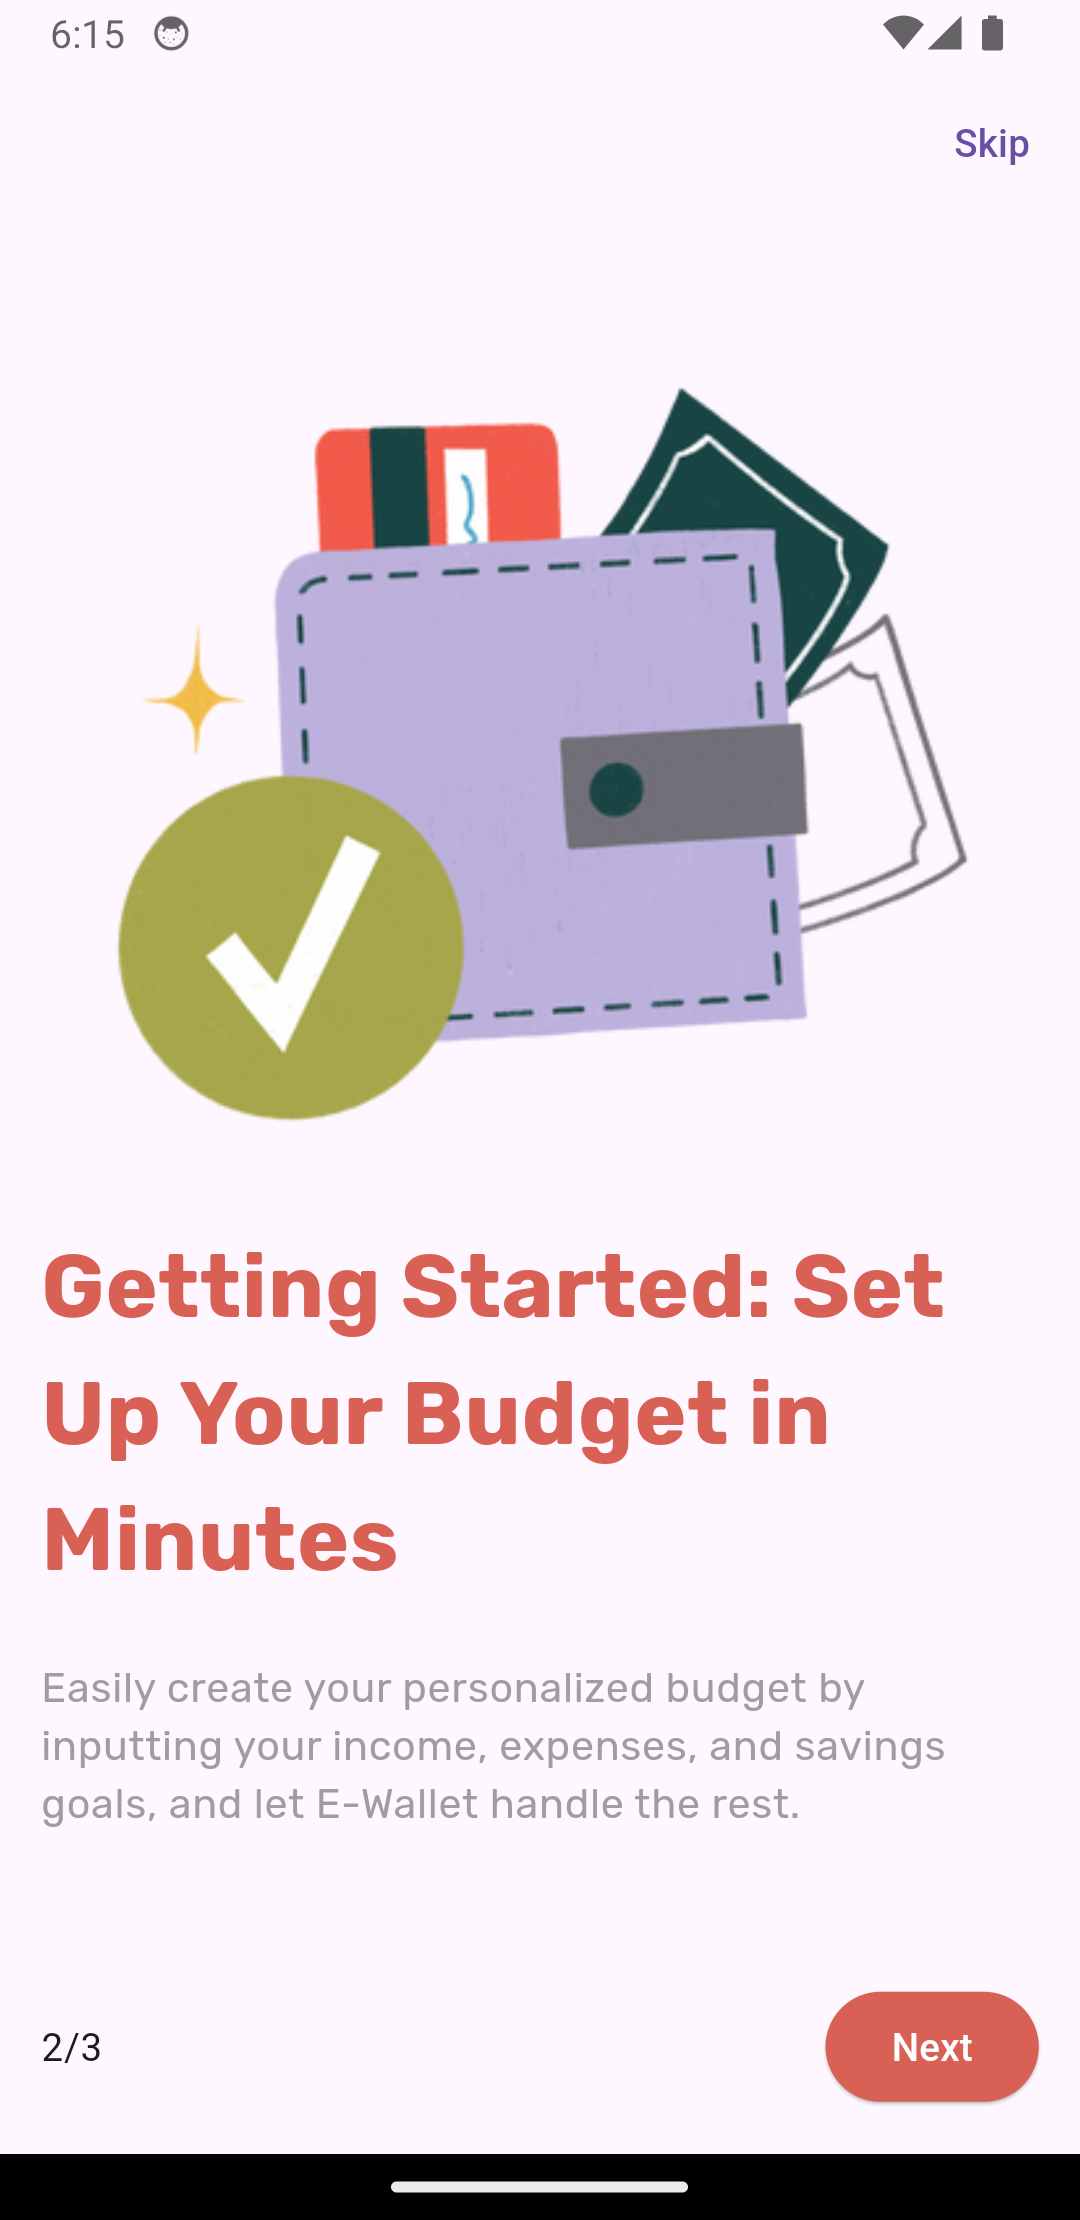 6:15
Skip
Getting Started: Set
Up Your Budget in
Minutes
Easily create your personalized budget by
inputting your income, expenses, and savings
goals, and let E-Wallet handle the rest.
2/3
Next